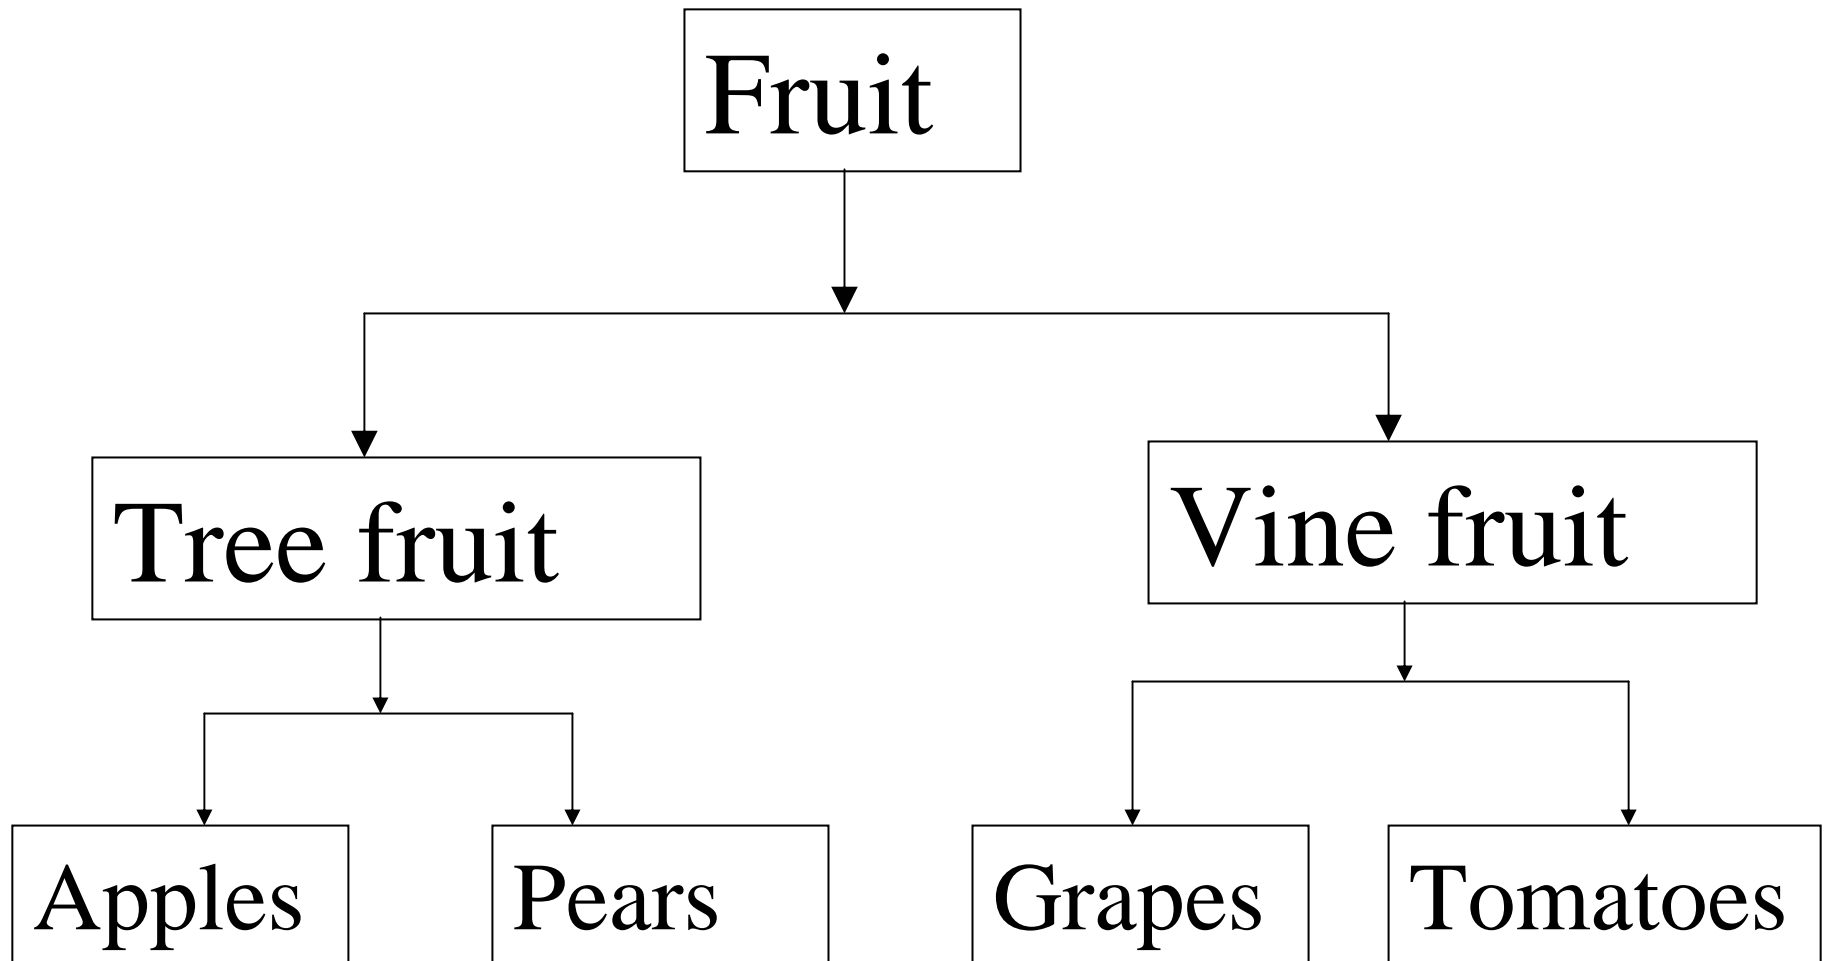 Fruit
Tree fruit
Vine fruit
Apples
Pears
Grapes
Tomatoes